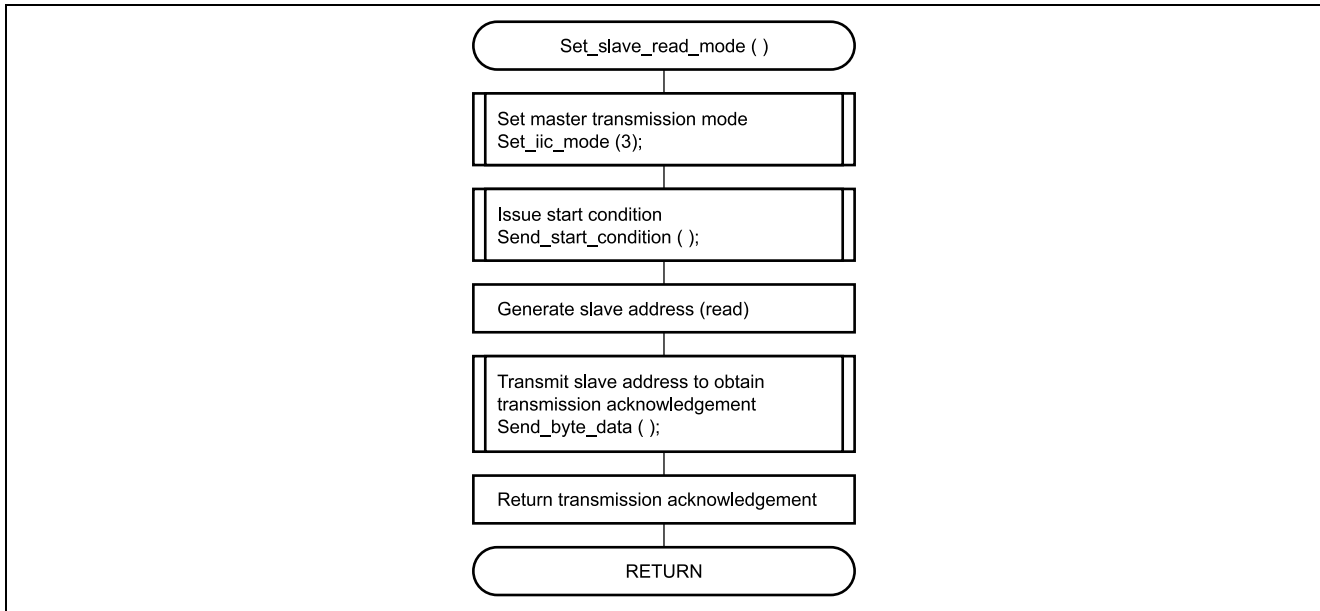 Set_slave_read_mode ( )
Set master transmission mode
Set_iic_mode (3);
Issue start condition
Send_start_condition ( );
Generate slave address (read)
Transmit slave address to obtain
transmission acknowledgement
Send_byte_data ( );
Return transmission acknowledgement
RETURN